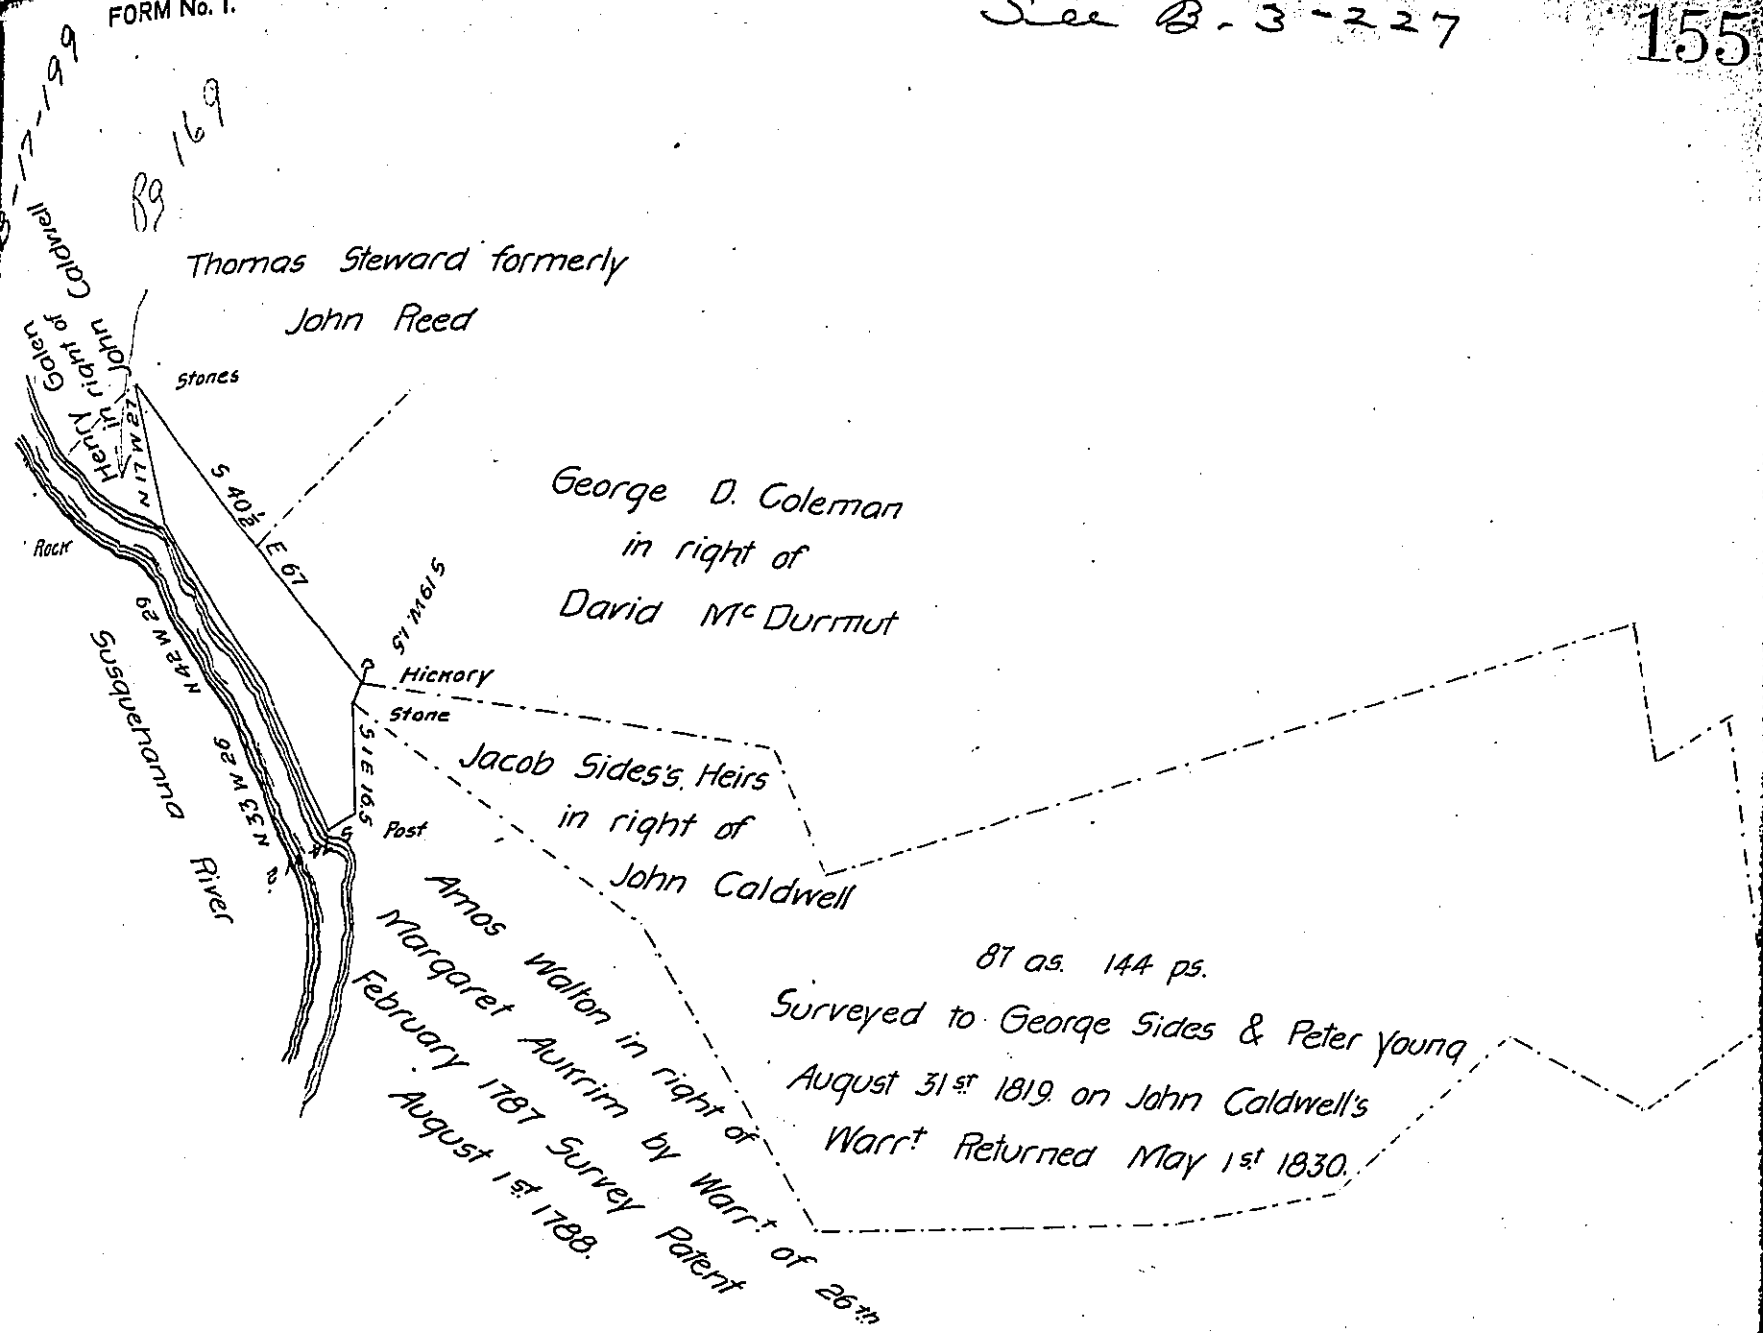 FORM No. 1.
See B-3-227
155
-17-199
Pg 169
Thomas Steward formerly
John Reed
Henry Galen
in right of
John Caldwell
Stones
N 17 W 27
S 40½ E 67
Rock
George D. Coleman
in right of
David McDurmut
S 19 W. 1.5
Hickory
Stone
S 1 E 16.5
Post
N 42 W 29
N 33 W 26
Susquehanna River
Jacob Sides's Heirs
in right of
John Caldwell
Amos Walton in right of
Margaret Aurrim by Warrt of 26th
February 1787 Survey Patent
August 1st 1788.
87 as. 144 ps.
Surveyed to George Sides & Peter Young
August 31st 1819 on John Caldwell's
Warrt Returned May 1st 1830.